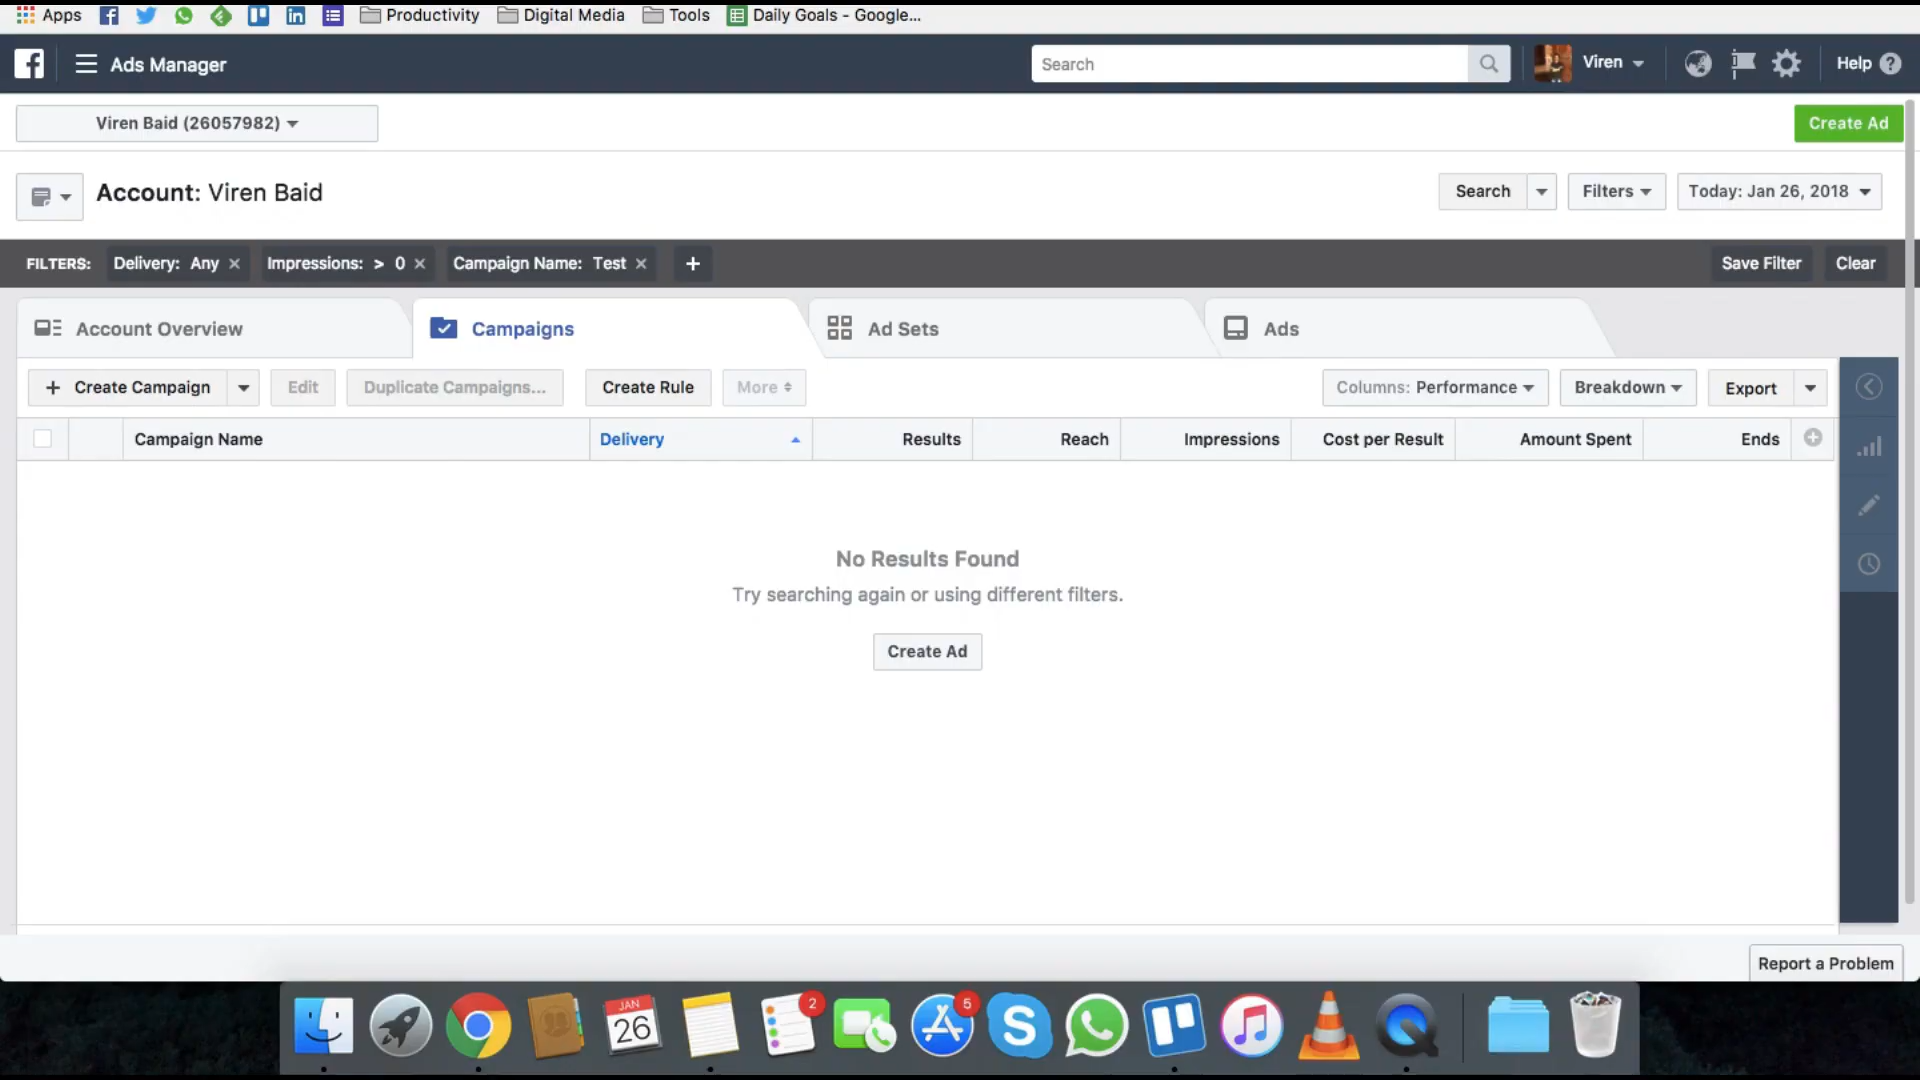 Apps Productivity Digital Media Tools Daily Goals - Google...
Ads Manager Search Viren Help
Viren Baid (26057982) Create Ad
Account: Viren Baid Search Filters Today: Jan 26, 2018
FILTERS: Delivery: Any Impressions: > 0 Campaign Name: Test Save Filter Clear
Account Overview Campaigns Ad Sets Ads
+ Create Campaign Edit Duplicate Campaigns... Create Rule More Columns: Performance Breakdown Export
Campaign Name Delivery Results Reach Impressions Cost per Result Amount Spent Ends
No Results Found
Try searching again or using different filters.
Create Ad
Report a Problem
JAN 2 5
26